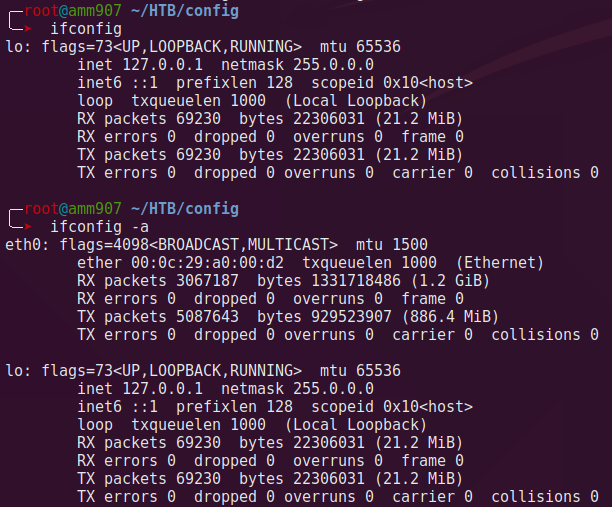 root@amm907 ~/HTB/config
ifconfig
lo: flags=73<UP,LOOPBACK,RUNNING>  mtu 65536
        inet 127.0.0.1  netmask 255.0.0.0
        inet6 ::1  prefixlen 128  scopeid 0x10<host>
        loop  txqueuelen 1000  (Local Loopback)
        RX packets 69230  bytes 22306031 (21.2 MiB)
        RX errors 0  dropped 0  overruns 0  frame 0
        TX packets 69230  bytes 22306031 (21.2 MiB)
        TX errors 0  dropped 0 overruns 0  carrier 0  collisions 0
root@amm907 ~/HTB/config
ifconfig -a
eth0: flags=4098<BROADCAST,MULTICAST>  mtu 1500
        ether 00:0c:29:a0:00:d2  txqueuelen 1000  (Ethernet)
        RX packets 3067187  bytes 1331718486 (1.2 GiB)
        RX errors 0  dropped 0  overruns 0  frame 0
        TX packets 5087643  bytes 929523907 (886.4 MiB)
        TX errors 0  dropped 0 overruns 0  carrier 0  collisions 0
lo: flags=73<UP,LOOPBACK,RUNNING>  mtu 65536
        inet 127.0.0.1  netmask 255.0.0.0
        inet6 ::1  prefixlen 128  scopeid 0x10<host>
        loop  txqueuelen 1000  (Local Loopback)
        RX packets 69230  bytes 22306031 (21.2 MiB)
        RX errors 0  dropped 0  overruns 0  frame 0
        TX packets 69230  bytes 22306031 (21.2 MiB)
        TX errors 0  dropped 0 overruns 0  carrier 0  collisions 0